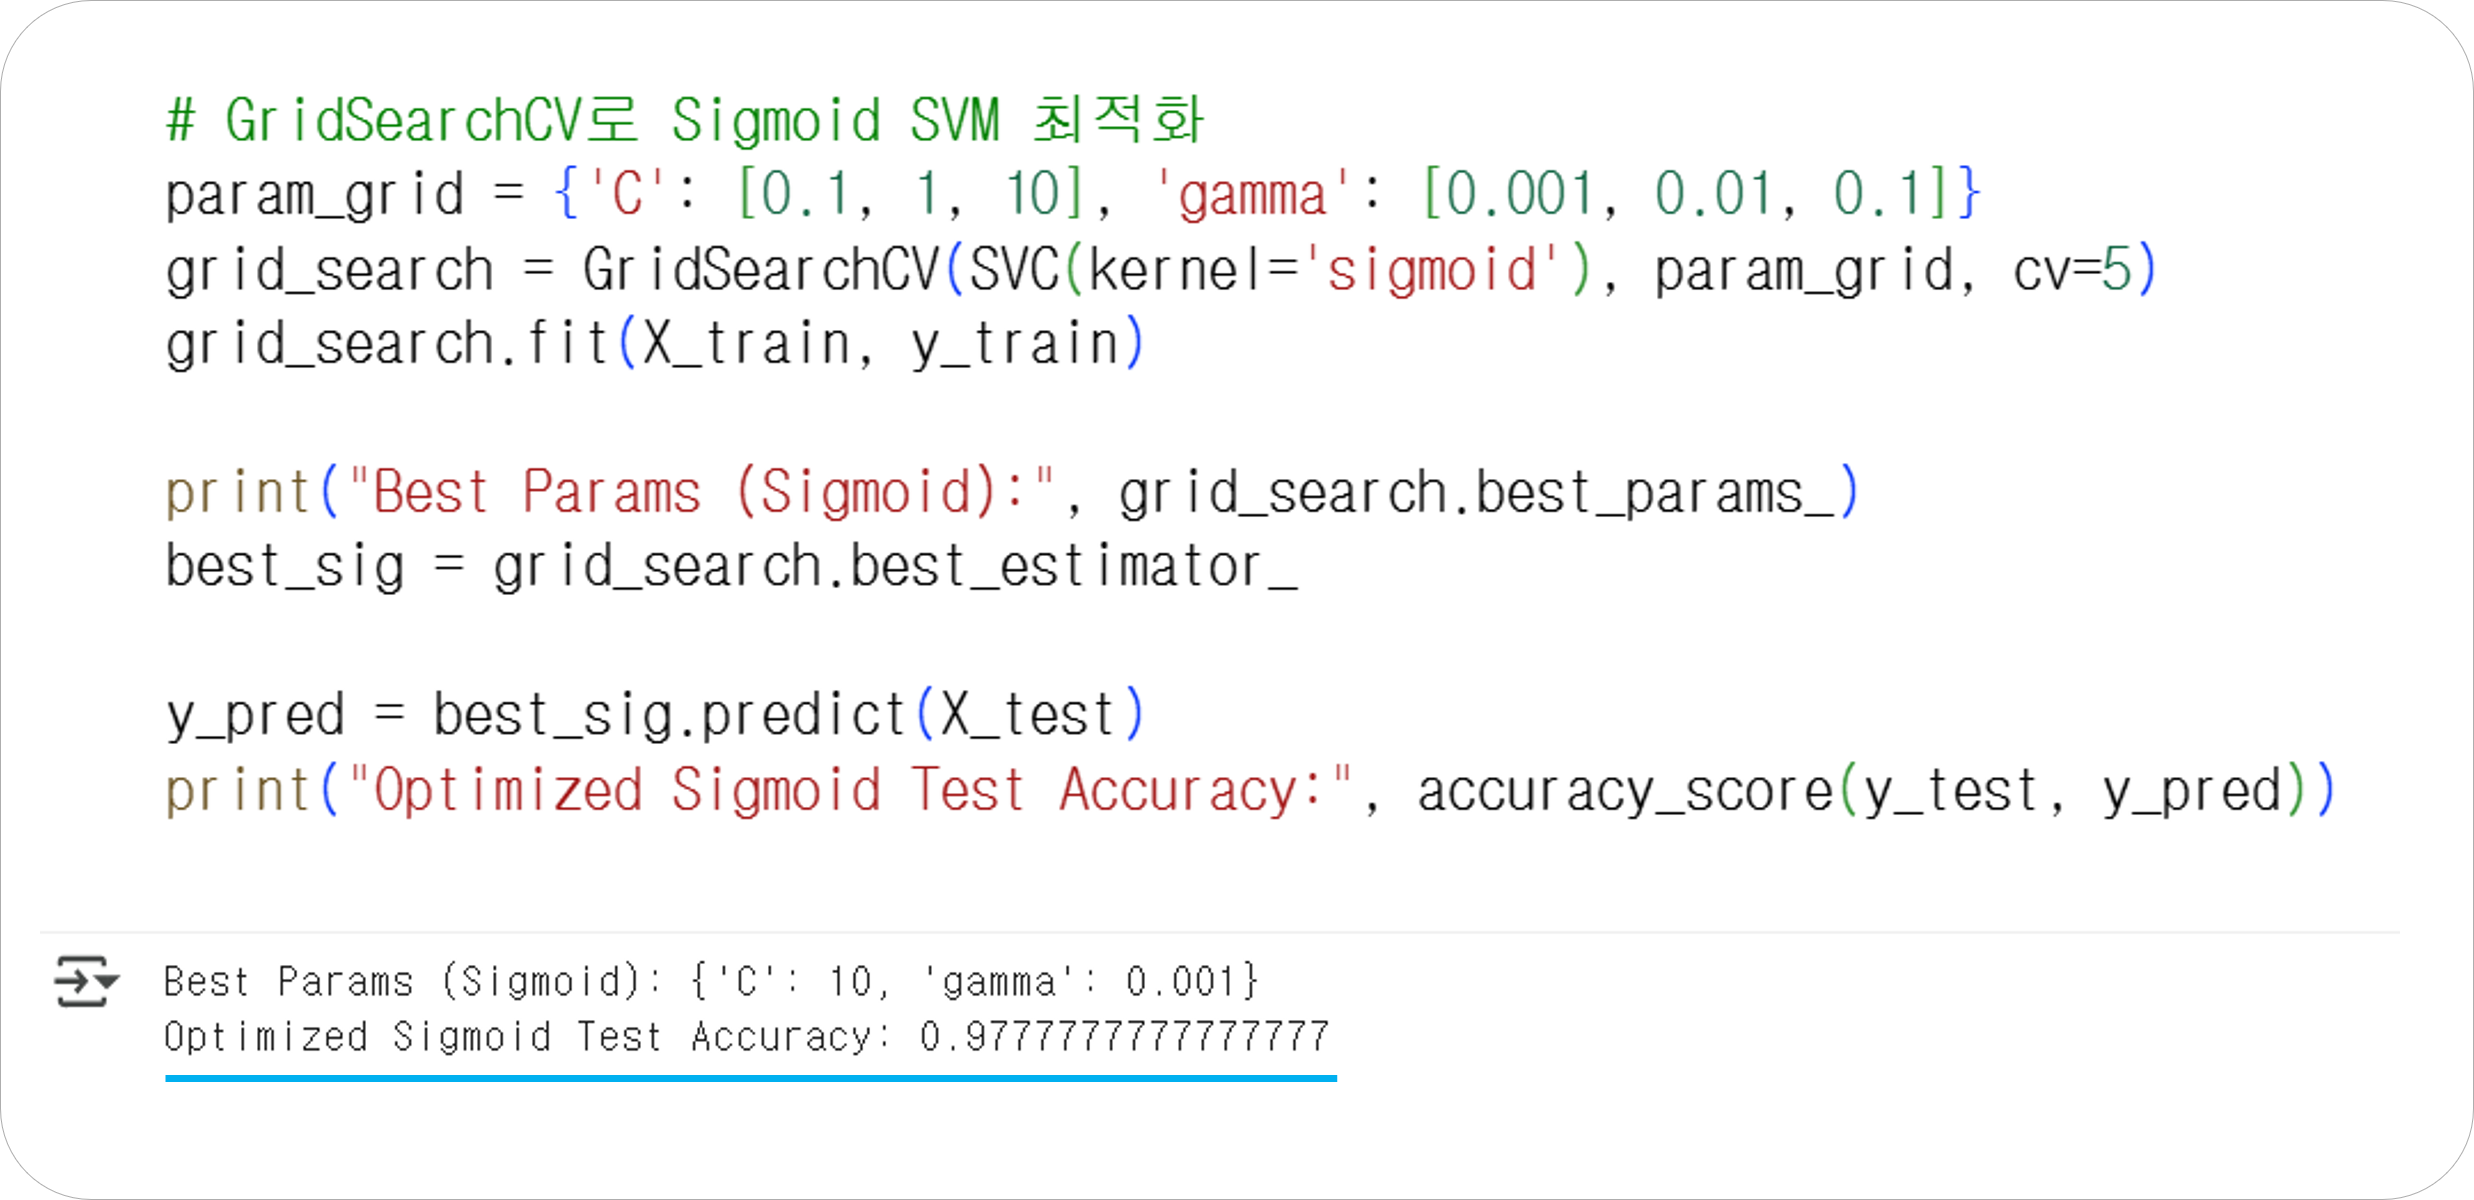 # GridSearchCV로 Sigmoid SVM 최적화
param_grid = {'C': [0.1, 1, 10], 'gamma': [0.001, 0.01, 0.1]}
grid_search = GridSearchCV(SVC(kernel='sigmoid'), param_grid, cv=5)
grid_search.fit(X_train, y_train)
print("Best Params (Sigmoid):", grid_search.best_params_)
best_sig = grid_search.best_estimator_
y_pred = best_sig.predict(X_test)
print("Optimized Sigmoid Test Accuracy:", accuracy_score(y_test, y_pred))
Best Params (Sigmoid): {'C': 10, 'gamma': 0.001}
Optimized Sigmoid Test Accuracy: 0.9777777777777777